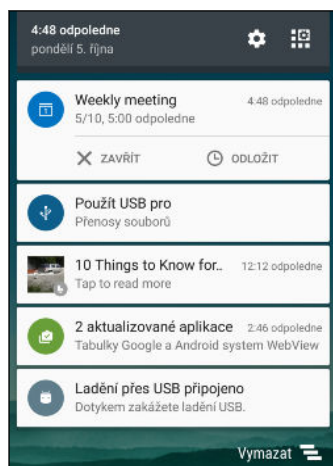 4:48 odpoledne
pondělí 5. října
Weekly meeting 4:48 odpoledne
5/10, 5:00 odpoledne
ZAVŘÍT ODLOŽIT
Použít USB pro
Přenosy souborů
10 Things to Know for.. 12:12 odpoledne
Tap to read more
2 aktualizované aplikace 2:46 odpoledne
Tabulky Google a Android system WebView
Ladění přes USB připojeno
Dotykem zakážete ladění USB.
Vymazat